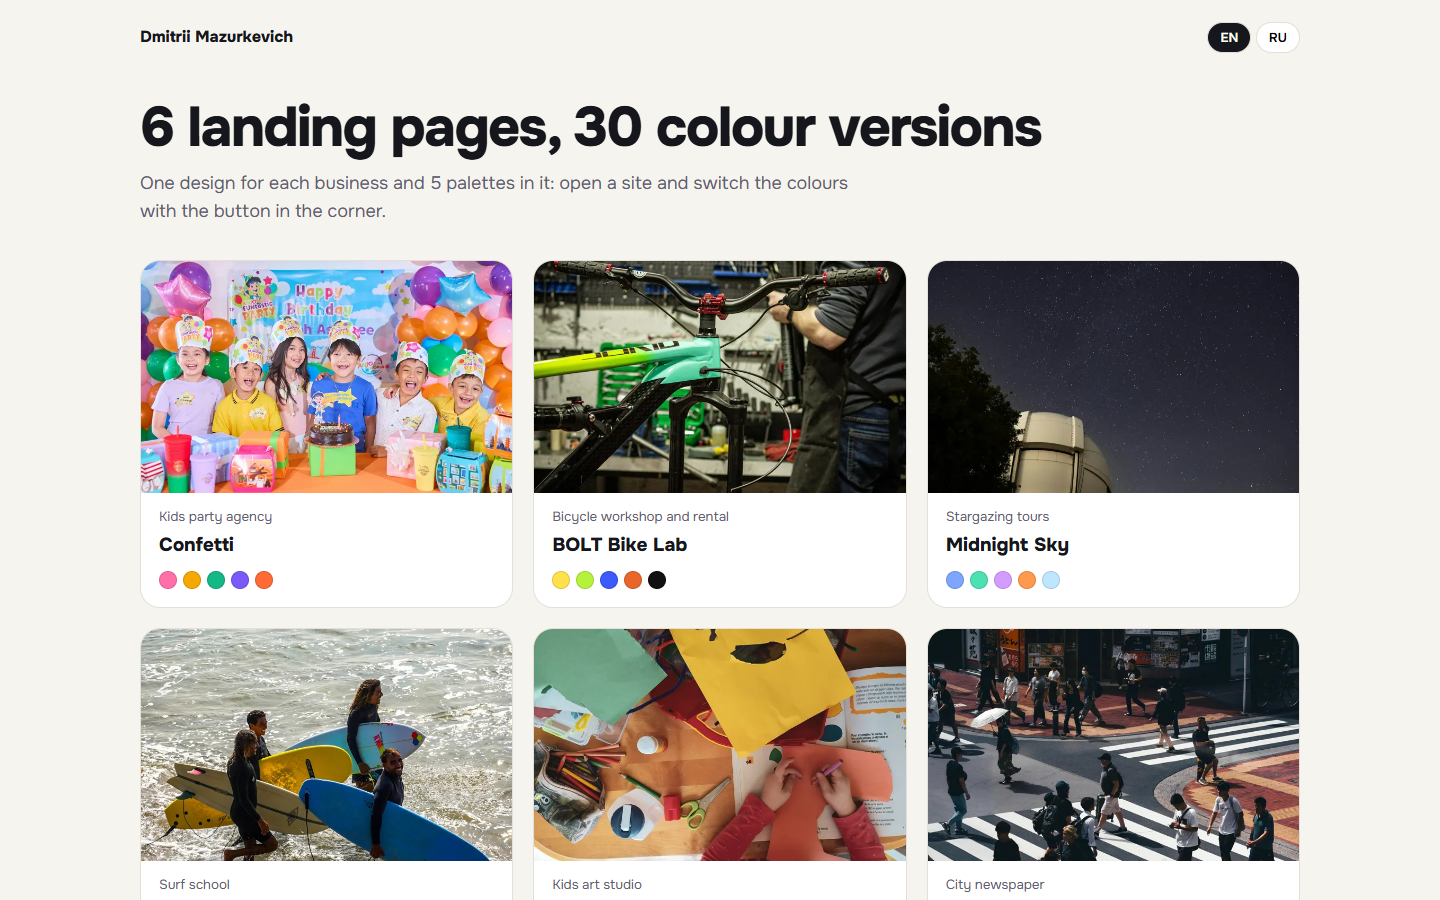 Dmitrii Mazurkevich
EN
RU
6 landing pages, 30 colour versions
One design for each business and 5 palettes in it: open a site and switch the colours
with the button in the corner.
Happy
Birthday
Kids party agency
Confetti
Bicycle workshop and rental
BOLT Bike Lab
Stargazing tours
Midnight Sky
Surf school
Kids art studio
City newspaper